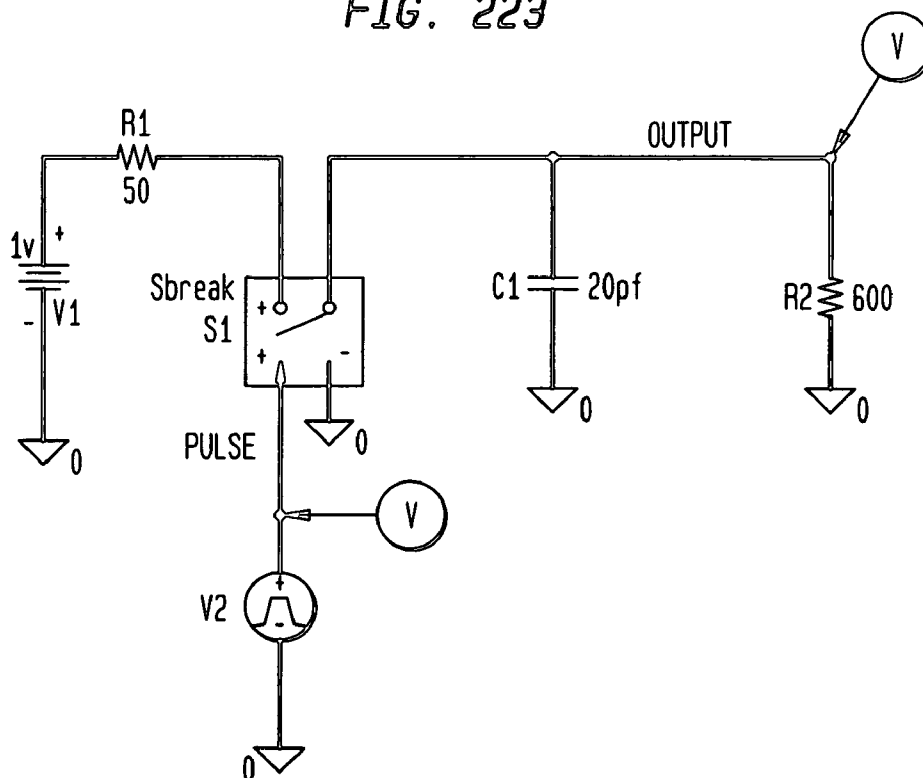 FIG. 223
V
R1
50
OUTPUT
1v
+
-
V1
Sbreak
S1
+
+
-
C1
20pf
R2
600
0
0
0
0
PULSE
V
V2
+
-
0